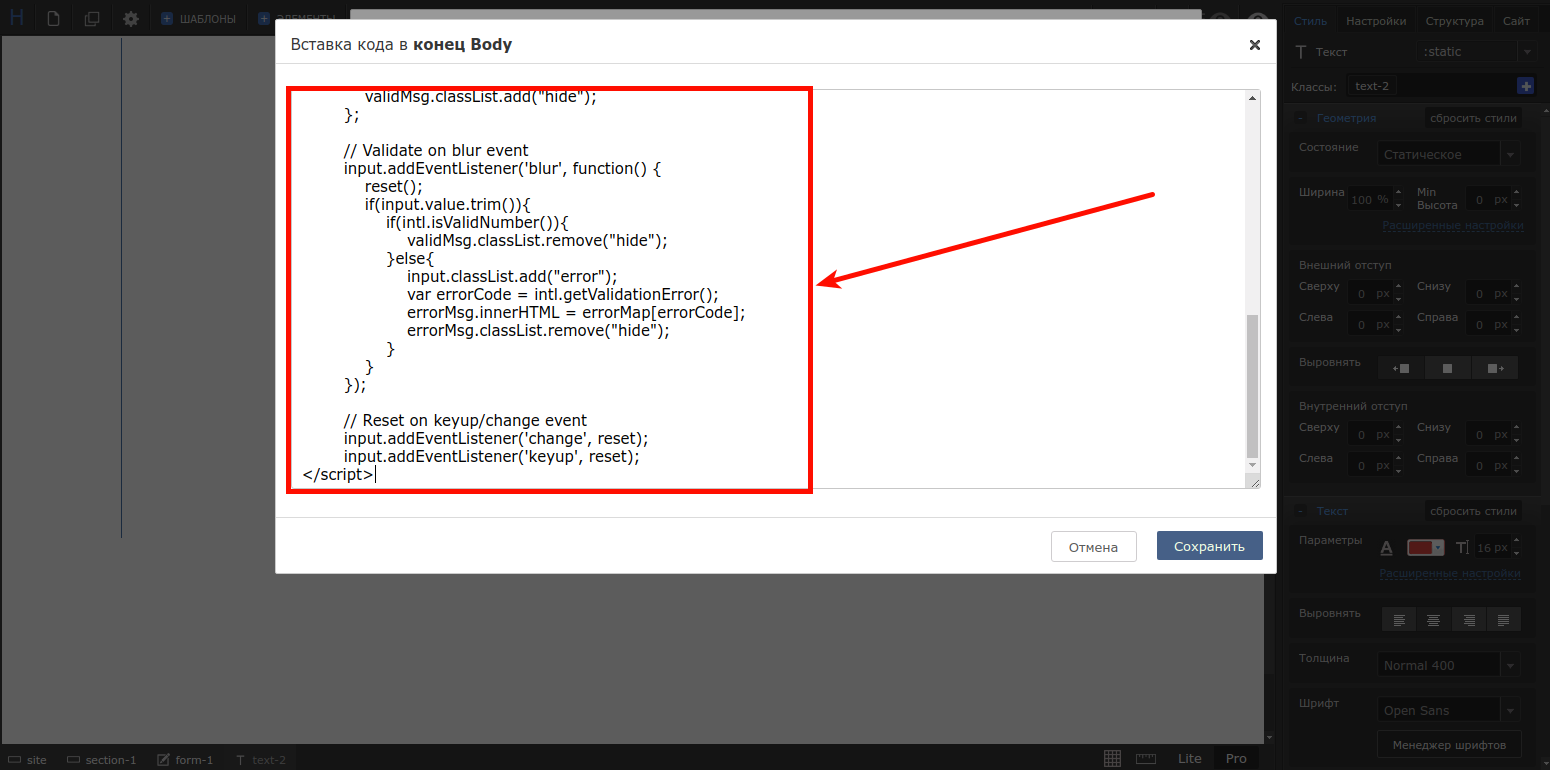 H
ШАБЛОНЫ
ЭЛЕМЕНТЫ
Стиль Настройки Структура Сайт
Вставка кода в конец Body
Текст :static
Классы: text-2
validMsg.classList.add("hide");
};
// Validate on blur event
input.addEventListener('blur', function() {
reset();
if(input.value.trim()){
if(intl.isValidNumber()){
validMsg.classList.remove("hide");
}else{
input.classList.add("error");
var errorCode = intl.getValidationError();
errorMsg.innerHTML = errorMap[errorCode];
errorMsg.classList.remove("hide");
}
}
});
// Reset on keyup/change event
input.addEventListener('change', reset);
input.addEventListener('keyup', reset);
</script>
Отмена
Сохранить
- Геометрия сбросить стили
Состояние Статическое
Ширина 100 % Min Высота 0 px
Расширенные настройки
Внешний отступ
Сверху 0 px Снизу 0 px
Слева 0 px Справа 0 px
Выровнять
Внутренний отступ
Сверху 0 px Снизу 0 px
Слева 0 px Справа 0 px
- Текст сбросить стили
Параметры A T 16 px
Расширенные настройки
Выровнять
Толщина Normal 400
Шрифт Open Sans
Менеджер шрифтов
site section-1 form-1 T text-2
Lite Pro